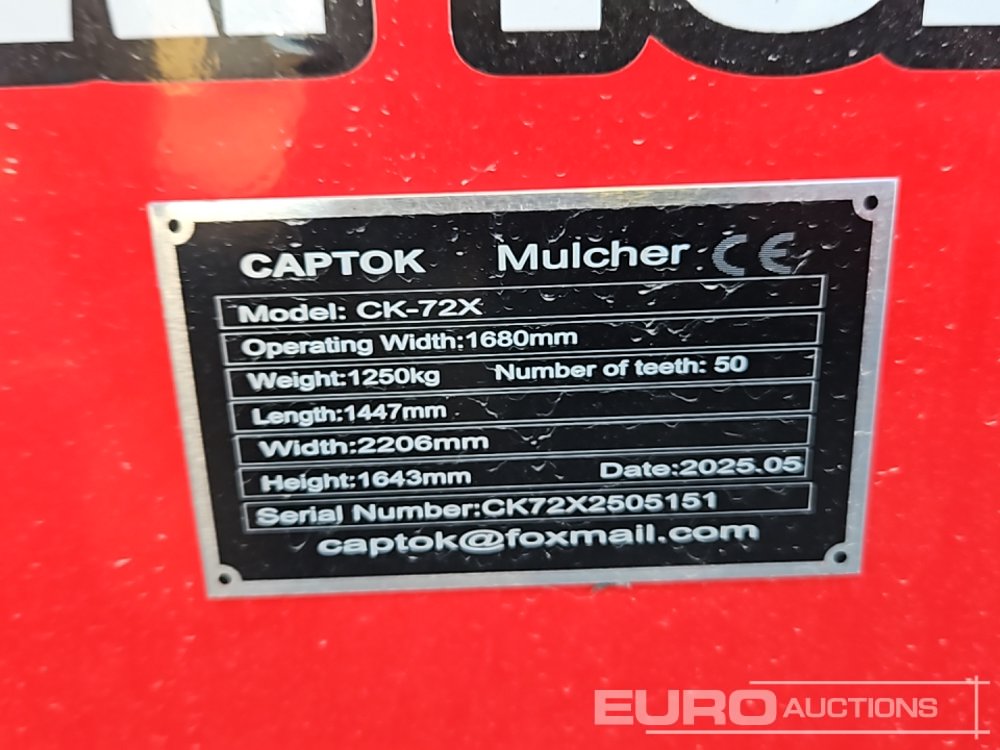 CAPTOK Mulcher CE
Model: CK-72X
Operating Width:1680mm
Weight:1250kg Number of teeth: 50
Length:1447mm
Width:2206mm
Height:1643mm Date:2025.05
Serial Number:CK72X2505151
captok@foxmail.com
EURO AUCTIONS